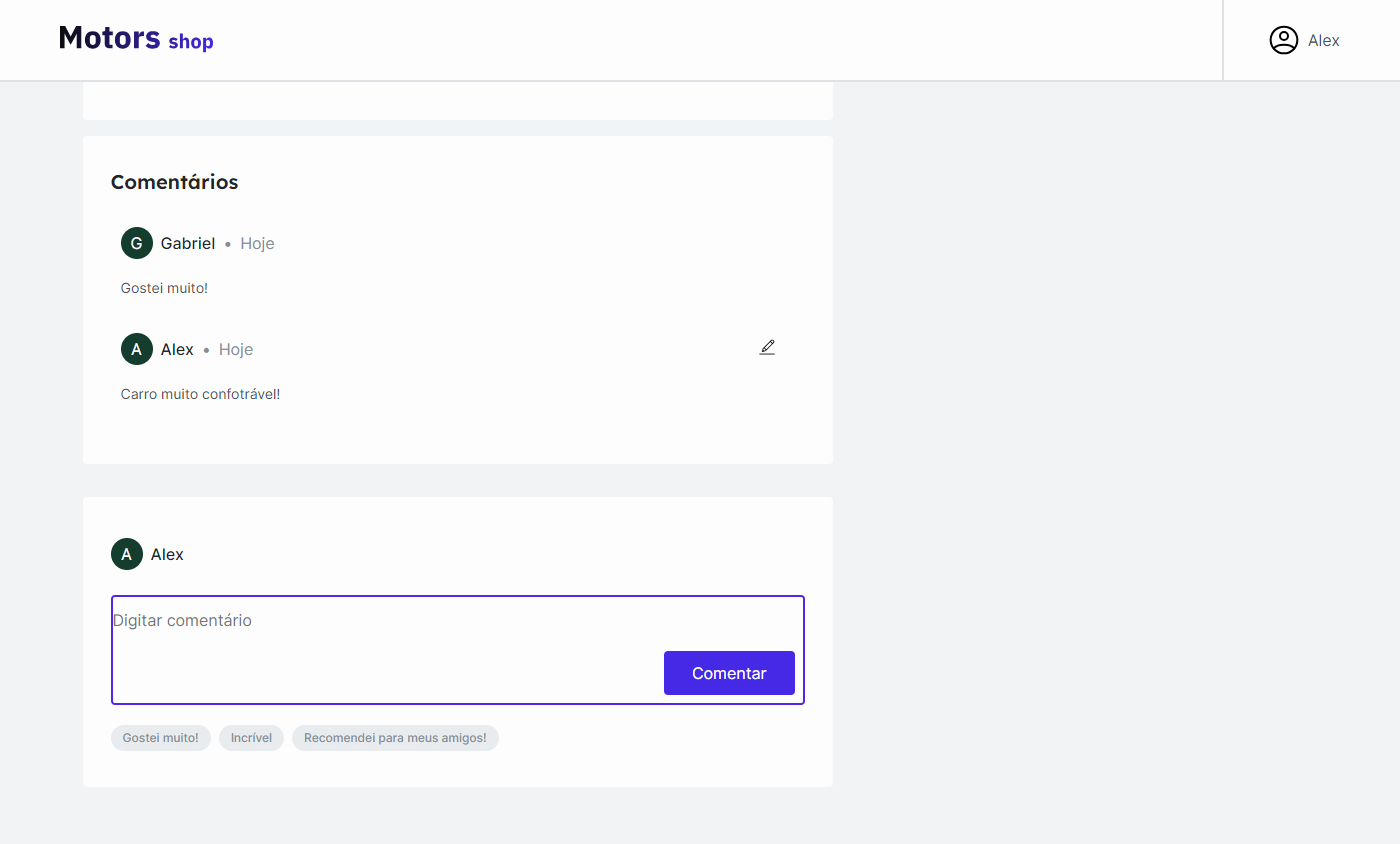 Motors shop
Alex
Comentários
G Gabriel • Hoje
Gostei muito!
A Alex • Hoje
Carro muito confotrável!
A Alex
Digitar comentário
Comentar
Gostei muito! Incrível Recomendei para meus amigos!